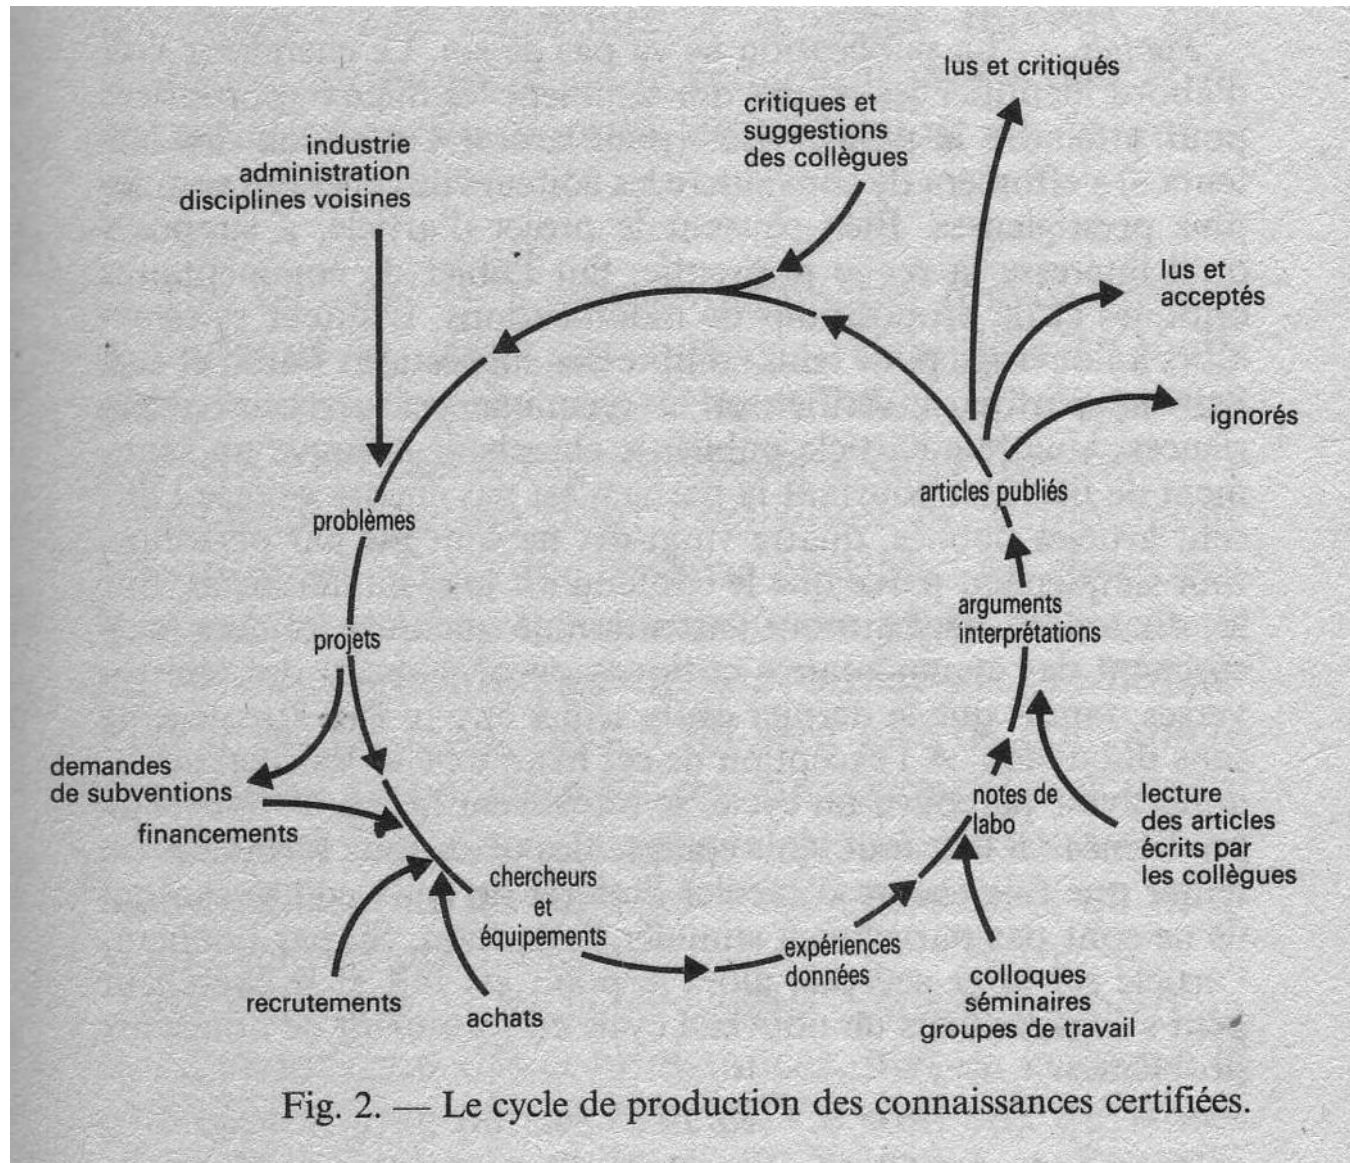 lus et critiqués
critiques et
suggestions
des collègues
industrie
administration
disciplines voisines
lus et
acceptés
ignorés
articles publiés
problèmes
arguments
interprétations
projets
demandes
de subventions
financements
notes de
labo
lecture
des articles
écrits par
les collègues
chercheurs
et
équipements
expériences
données
recrutements
achats
colloques
séminaires
groupes de travail
Fig. 2. — Le cycle de production des connaissances certifiées.